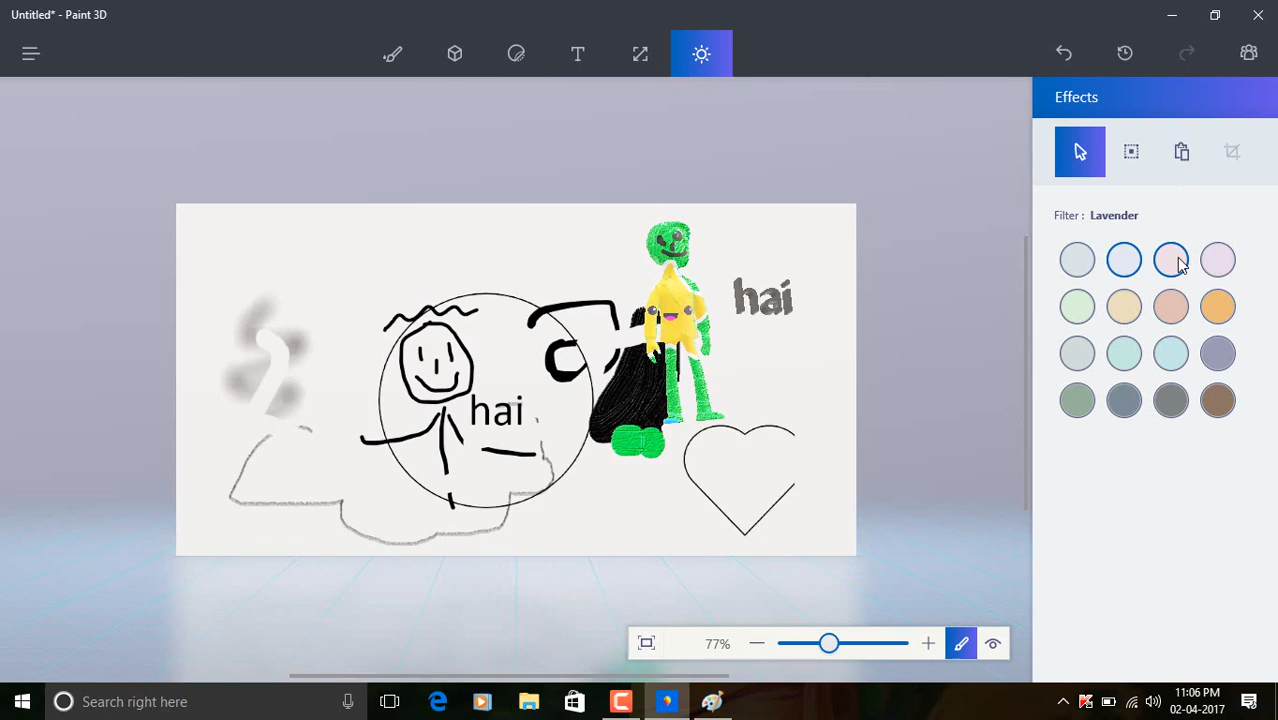 Untitled* - Paint 3D
Effects
Filter : Lavender
hai
hai
77%
Search right here
11:06 PM
02-04-2017